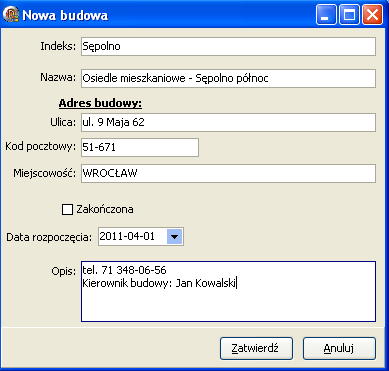 Nowa budowa
Indeks: Sępolno
Nazwa: Osiedle mieszkaniowe - Sępolno północ
Adres budowy:
Ulica: ul. 9 Maja 62
Kod pocztowy: 51-671
Miejscowość: WROCŁAW
Zakończona
Data rozpoczęcia: 2011-04-01
Opis: tel. 71 348-06-56
Kierownik budowy: Jan Kowalski
Zatwierdź Anuluj